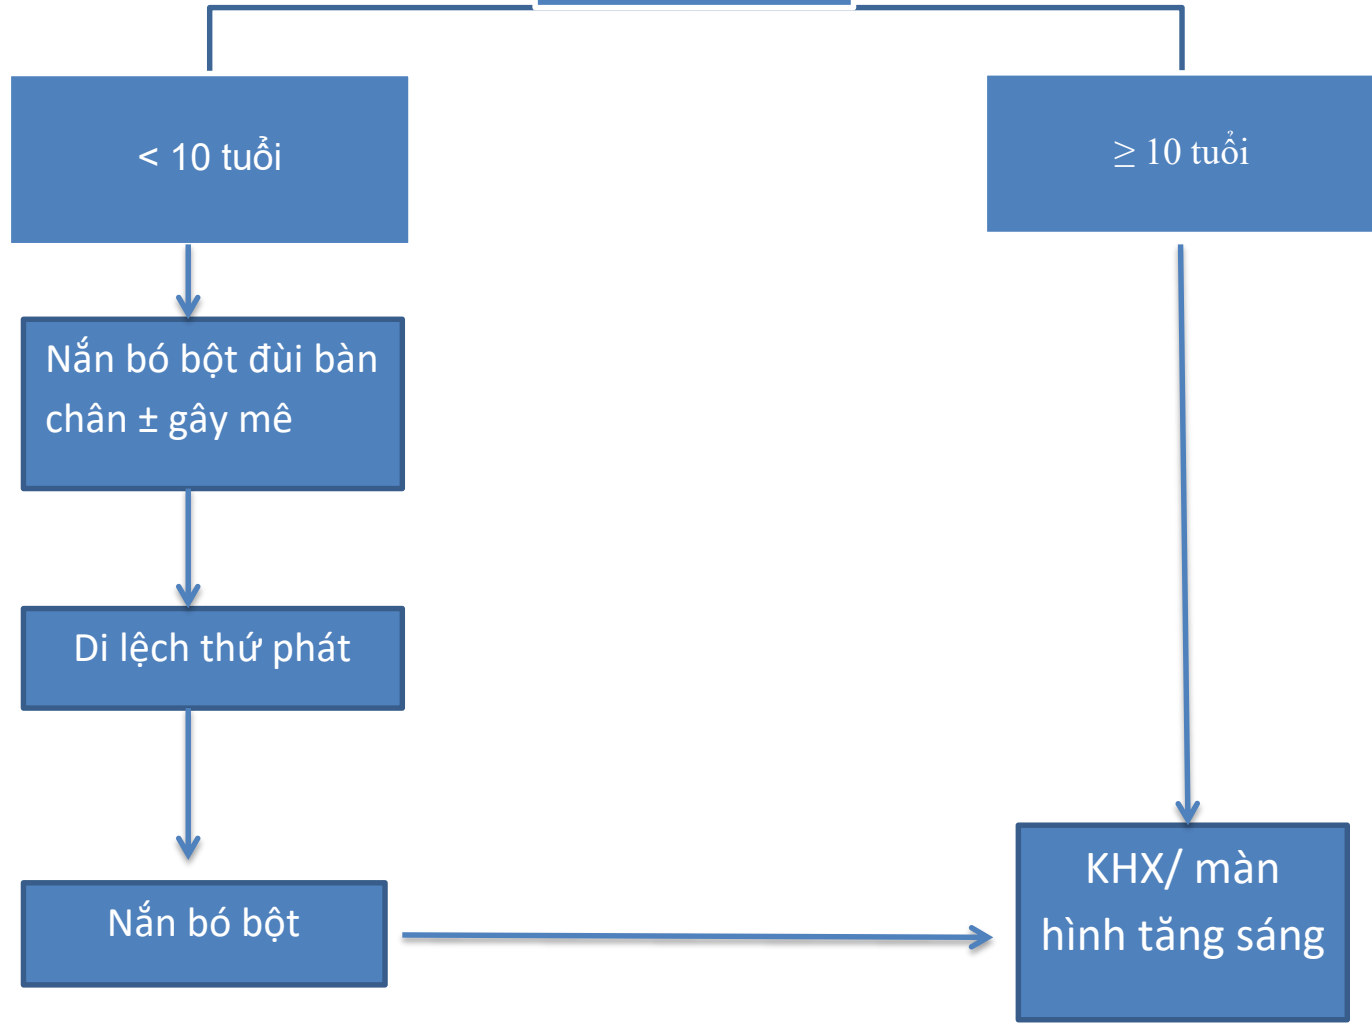 < 10 tuổi
≥ 10 tuổi
Nắn bó bột đùi bàn
chân ± gây mê
Di lệch thứ phát
Nắn bó bột
KHX/ màn
hình tăng sáng